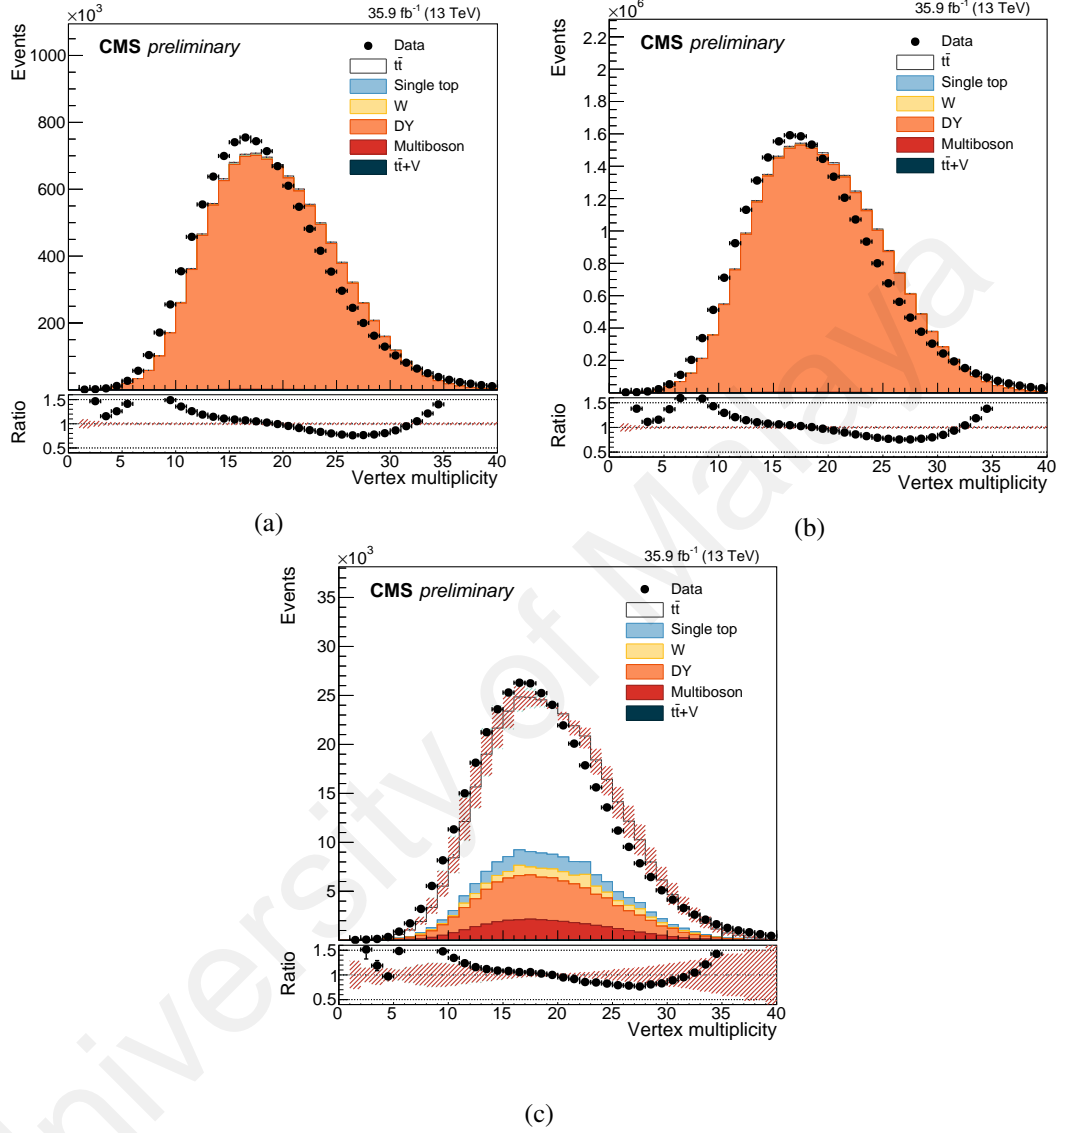 ×10³
35.9 fb⁻¹ (13 TeV)
Events
CMS preliminary
Data
tt̄
Single top
W
DY
Multiboson
tt̄+V
1000
800
600
400
200
Ratio
1.5
1
0.5
0 5 10 15 20 25 30 35 40
Vertex multiplicity
(a)
×10⁶
35.9 fb⁻¹ (13 TeV)
Events
CMS preliminary
Data
tt̄
Single top
W
DY
Multiboson
tt̄+V
2.2
2
1.8
1.6
1.4
1.2
1
0.8
0.6
0.4
0.2
Ratio
1.5
1
0.5
0 5 10 15 20 25 30 35 40
Vertex multiplicity
(b)
×10³
35.9 fb⁻¹ (13 TeV)
Events
CMS preliminary
Data
tt̄
Single top
W
DY
Multiboson
tt̄+V
35
30
25
20
15
10
5
Ratio
1.5
1
0.5
0 5 10 15 20 25 30 35 40
Vertex multiplicity
(c)
University of Malaya